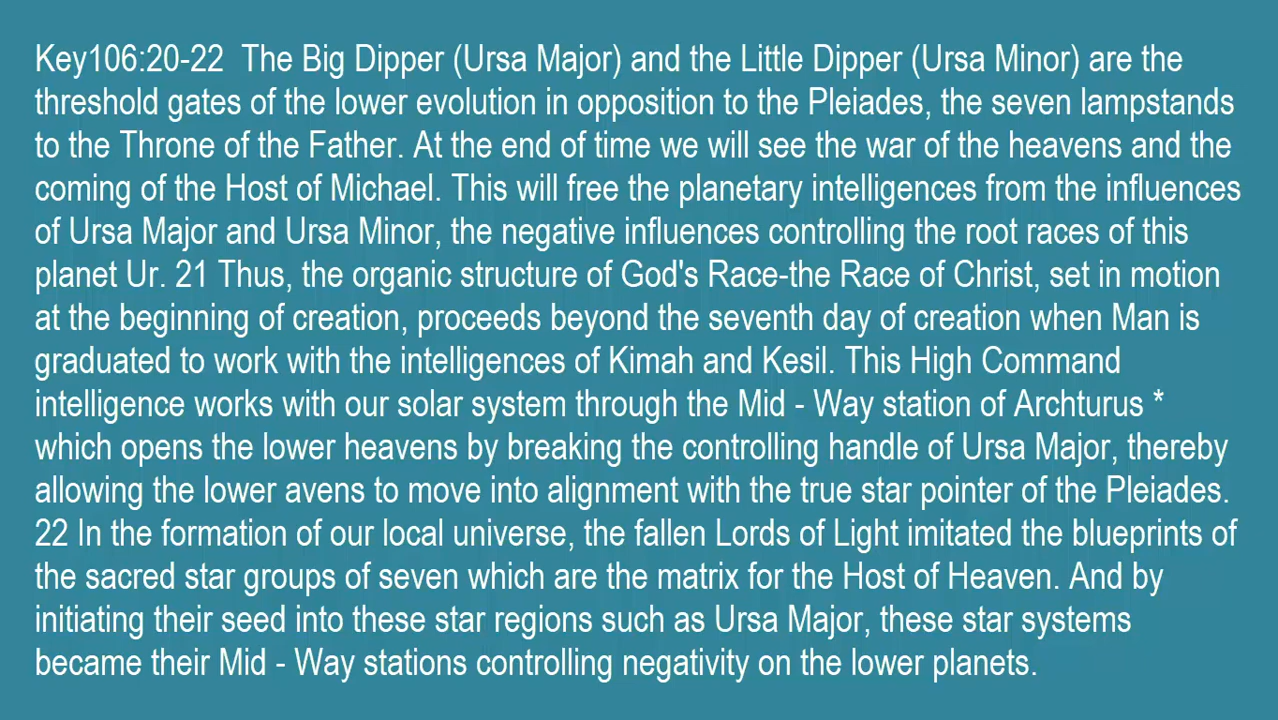 Key106:20-22  The Big Dipper (Ursa Major) and the Little Dipper (Ursa Minor) are the
threshold gates of the lower evolution in opposition to the Pleiades, the seven lampstands
to the Throne of the Father. At the end of time we will see the war of the heavens and the
coming of the Host of Michael. This will free the planetary intelligences from the influences
of Ursa Major and Ursa Minor, the negative influences controlling the root races of this
planet Ur. 21 Thus, the organic structure of God's Race-the Race of Christ, set in motion
at the beginning of creation, proceeds beyond the seventh day of creation when Man is
graduated to work with the intelligences of Kimah and Kesil. This High Command
intelligence works with our solar system through the Mid - Way station of Archturus *
which opens the lower heavens by breaking the controlling handle of Ursa Major, thereby
allowing the lower avens to move into alignment with the true star pointer of the Pleiades.
22 In the formation of our local universe, the fallen Lords of Light imitated the blueprints of
the sacred star groups of seven which are the matrix for the Host of Heaven. And by
initiating their seed into these star regions such as Ursa Major, these star systems
became their Mid - Way stations controlling negativity on the lower planets.